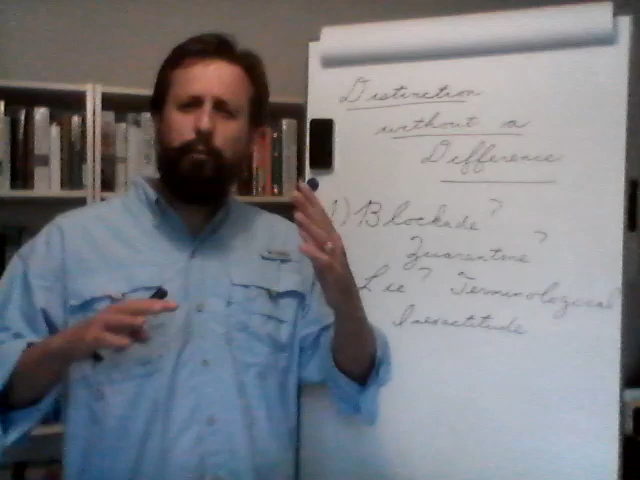 Distinction
without a
Difference
1) Blockade ?
Quarantine ?
Lie ? Terminological
Inexactitude